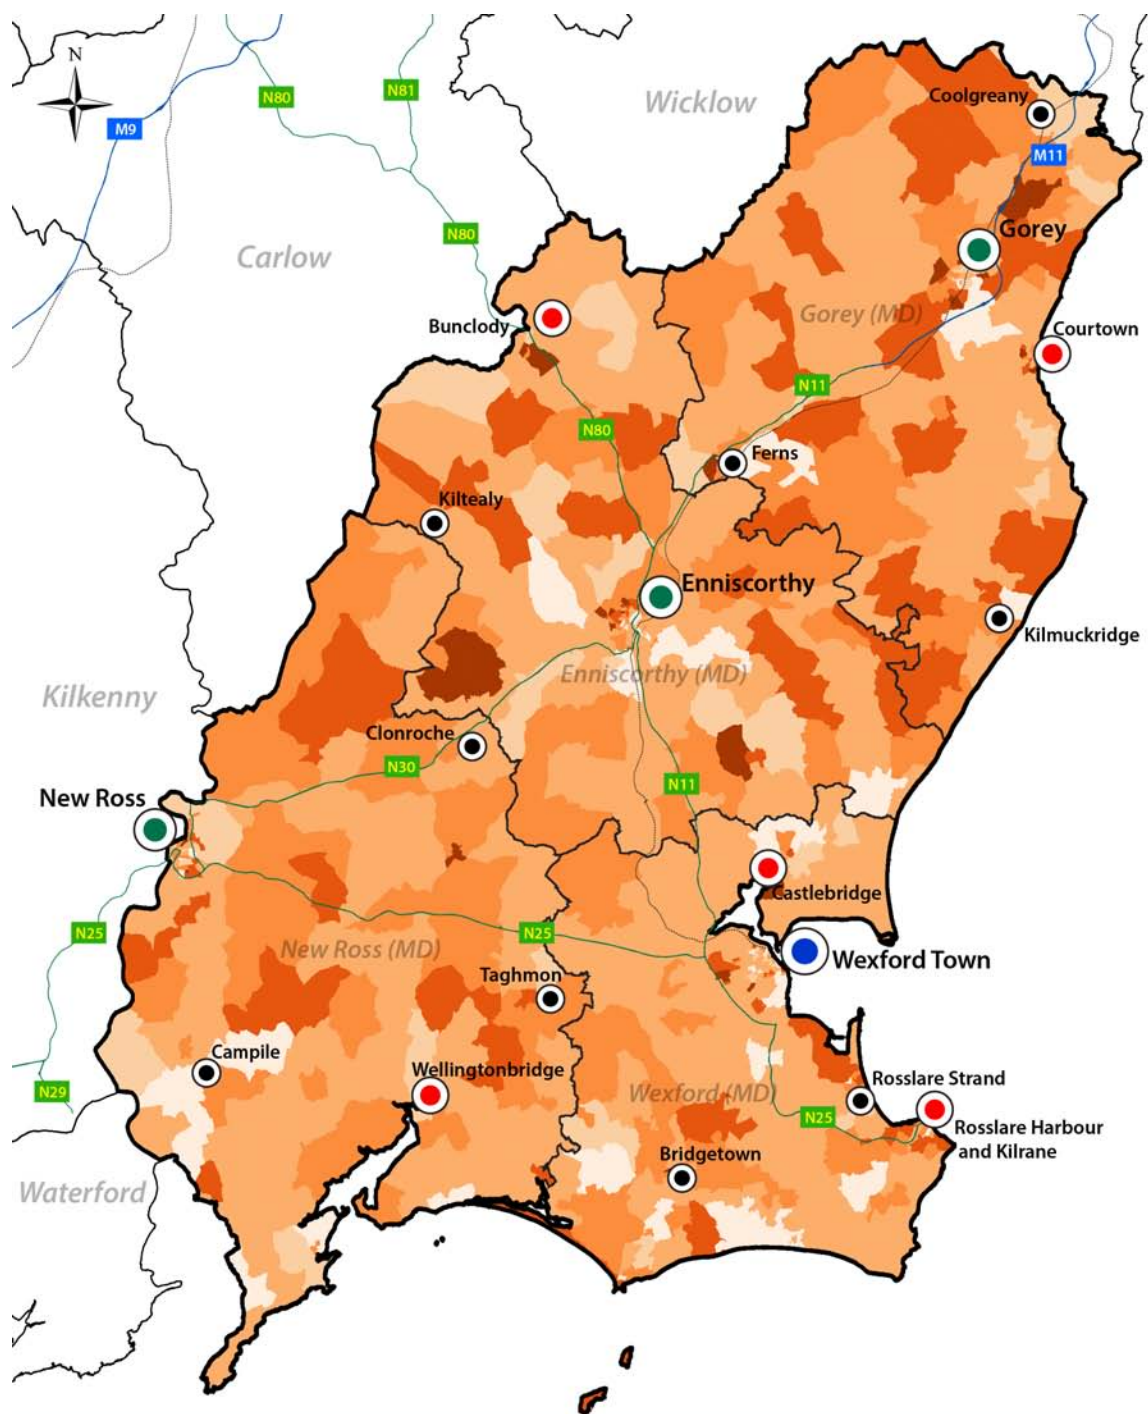 N
N80
N81
Wicklow
Coolgreany
M9
M11
Gorey
N80
Carlow
Gorey (MD)
Bunclody
Courtown
N11
N80
Ferns
Kiltealy
Enniscorthy
Kilmuckridge
Enniscorthy (MD)
Kilkenny
Clonroche
N30
N11
New Ross
Castlebridge
N25
N25
New Ross (MD)
Wexford Town
Taghmon
Campile
Wellingtonbridge
Rosslare Strand
N29
Wexford (MD)
N25
Rosslare Harbour
and Kilrane
Bridgetown
Waterford